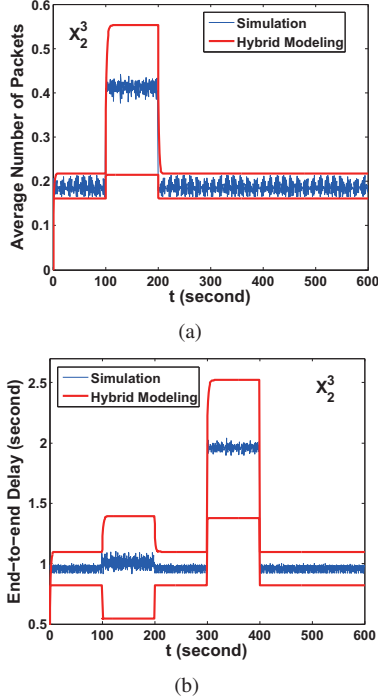 0.6
X₂³
Simulation
Hybrid Modeling
0.5
0.4
0.3
0.2
0.1
0
Average Number of Packets
0 100 200 300 400 500 600
t (second)
(a)
2.5
Simulation
Hybrid Modeling
X₂³
2
1.5
1
0.5
End−to−end Delay (second)
0 100 200 300 400 500 600
t (second)
(b)